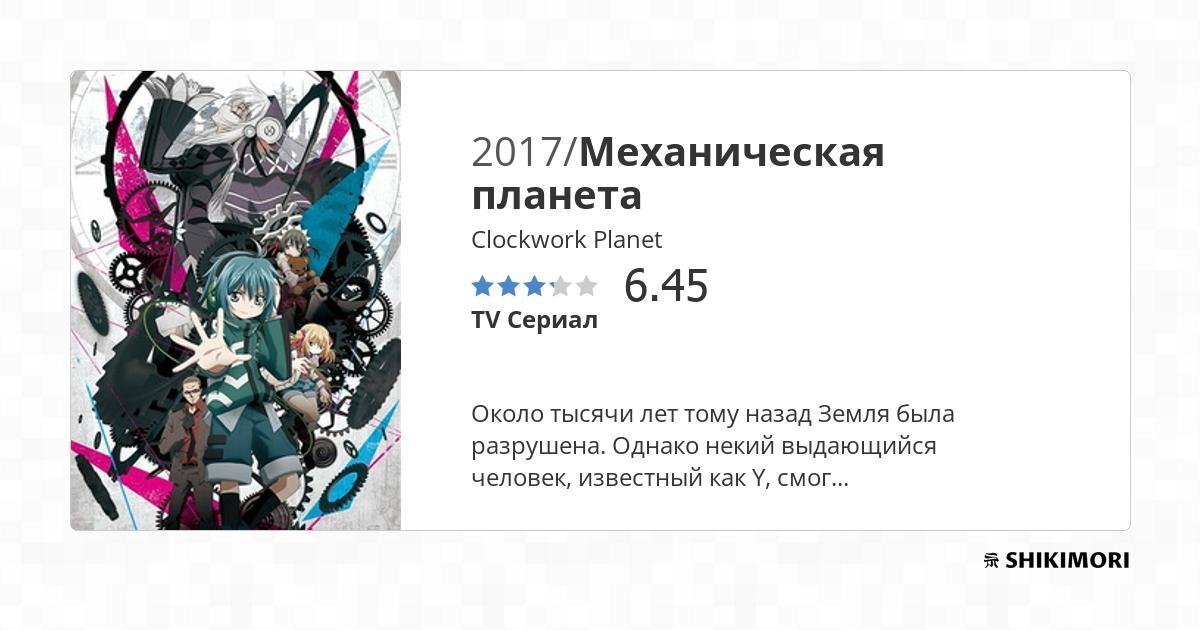 2017/Механическая
планета
Clockwork Planet
6.45
TV Сериал
Около тысячи лет тому назад Земля была
разрушена. Однако некий выдающийся
человек, известный как Y, смог...
SHIKIMORI